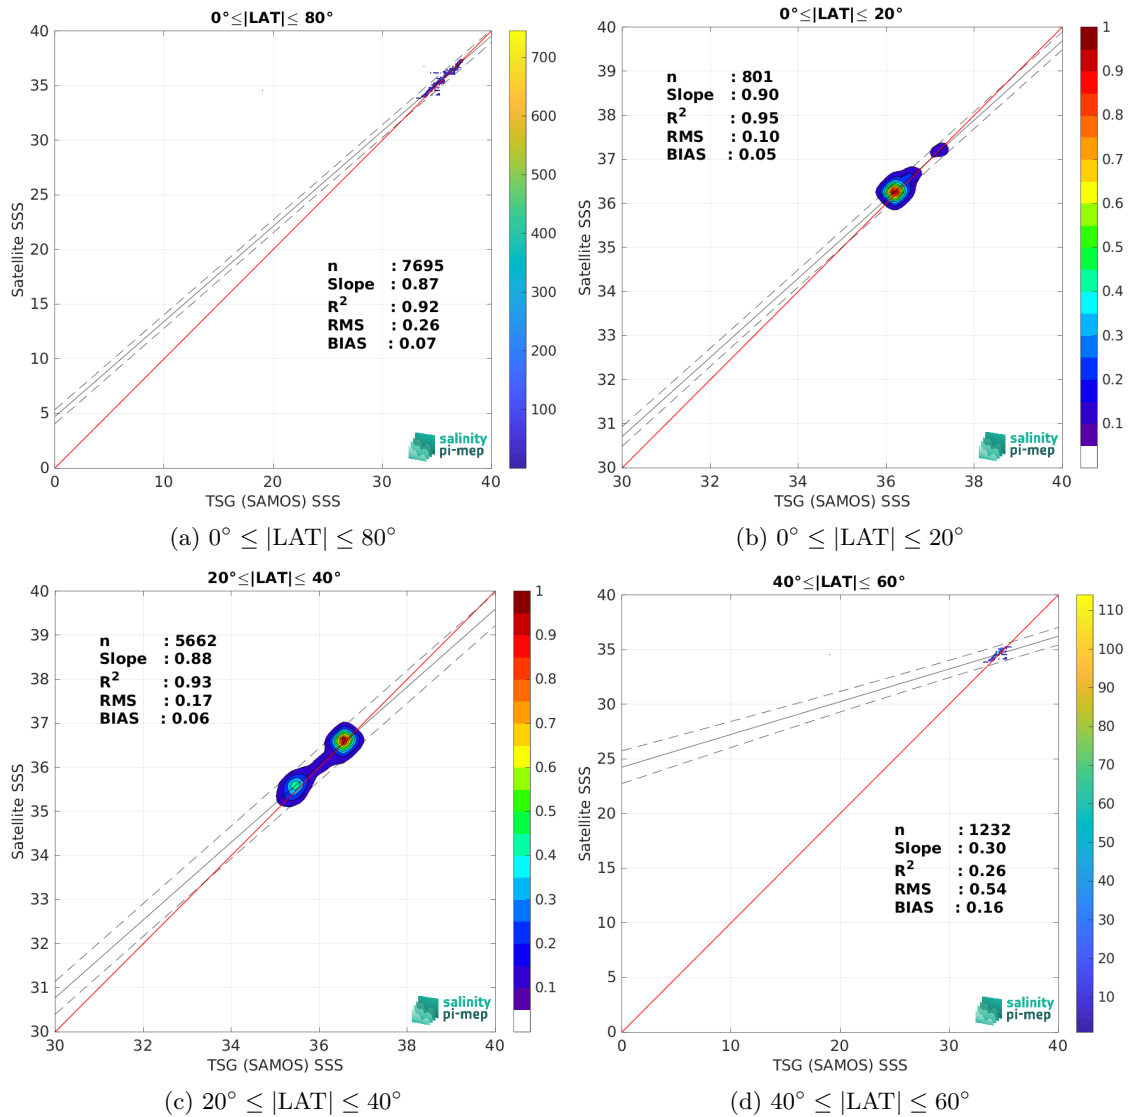 0°≤|LAT|≤ 80°
40
35
30
25
20
15
10
5
0
Satellite SSS
n : 7695
Slope : 0.87
R2 : 0.92
RMS : 0.26
BIAS : 0.07
salinity
pi-mep
0 10 20 30 40
TSG (SAMOS) SSS
700
600
500
400
300
200
100
(a) 0° ≤ |LAT| ≤ 80°
0°≤|LAT|≤ 20°
40
39
38
37
36
35
34
33
32
31
30
Satellite SSS
n : 801
Slope : 0.90
R2 : 0.95
RMS : 0.10
BIAS : 0.05
salinity
pi-mep
30 32 34 36 38 40
TSG (SAMOS) SSS
1
0.9
0.8
0.7
0.6
0.5
0.4
0.3
0.2
0.1
(b) 0° ≤ |LAT| ≤ 20°
20°≤|LAT|≤ 40°
40
39
38
37
36
35
34
33
32
31
30
Satellite SSS
n : 5662
Slope : 0.88
R2 : 0.93
RMS : 0.17
BIAS : 0.06
salinity
pi-mep
30 32 34 36 38 40
TSG (SAMOS) SSS
1
0.9
0.8
0.7
0.6
0.5
0.4
0.3
0.2
0.1
(c) 20° ≤ |LAT| ≤ 40°
40°≤|LAT|≤ 60°
40
35
30
25
20
15
10
5
0
Satellite SSS
n : 1232
Slope : 0.30
R2 : 0.26
RMS : 0.54
BIAS : 0.16
salinity
pi-mep
0 10 20 30 40
TSG (SAMOS) SSS
110
100
90
80
70
60
50
40
30
20
10
(d) 40° ≤ |LAT| ≤ 60°